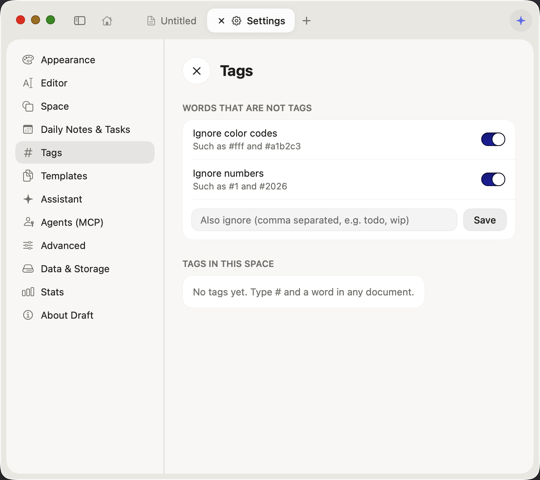 Untitled
Settings
Appearance
Editor
Space
Daily Notes & Tasks
Tags
Templates
Assistant
Agents (MCP)
Advanced
Data & Storage
Stats
About Draft
Tags
WORDS THAT ARE NOT TAGS
Ignore color codes
Such as #fff and #a1b2c3
Ignore numbers
Such as #1 and #2026
Also ignore (comma separated, e.g. todo, wip)
Save
TAGS IN THIS SPACE
No tags yet. Type # and a word in any document.